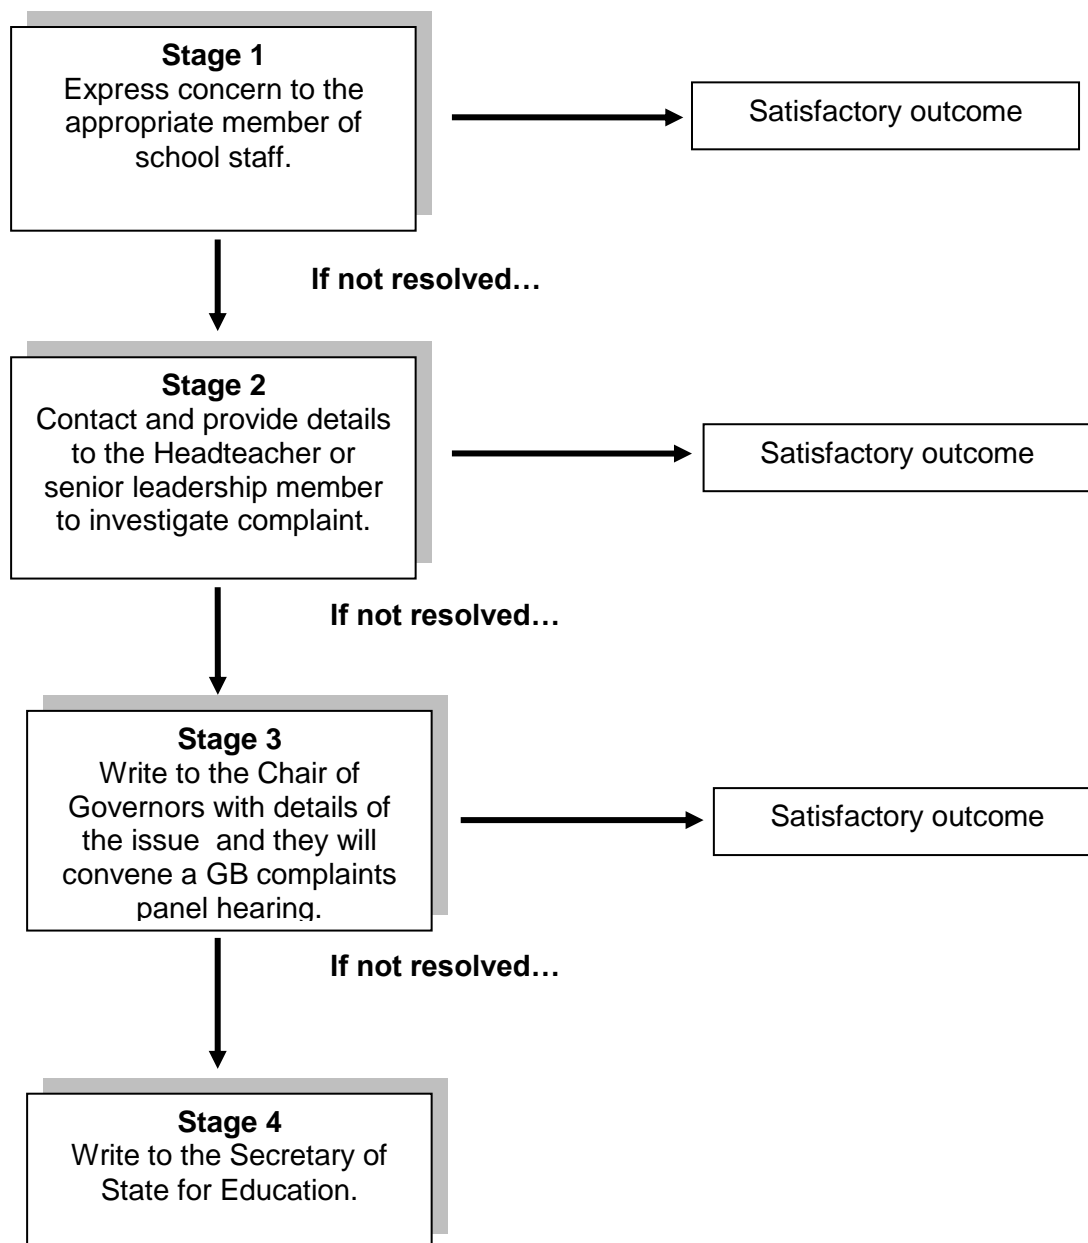 Stage 1
Express concern to the
appropriate member of
school staff.
Satisfactory outcome
If not resolved…
Stage 2
Contact and provide details
to the Headteacher or
senior leadership member
to investigate complaint.
Satisfactory outcome
If not resolved…
Stage 3
Write to the Chair of
Governors with details of
the issue  and they will
convene a GB complaints
panel hearing.
Satisfactory outcome
If not resolved…
Stage 4
Write to the Secretary of
State for Education.